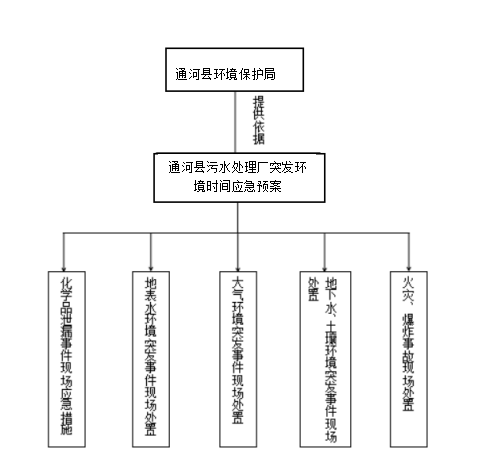 通河县环境保护局
提供依据
通河县污水处理厂突发环
境时间应急预案
化学品泄漏事件现场应急措施
地表水环境突发事件现场处置
大气环境突发事件现场处置
地下水、土壤环境突发事件现场
处置
火灾、爆炸事故现场处置